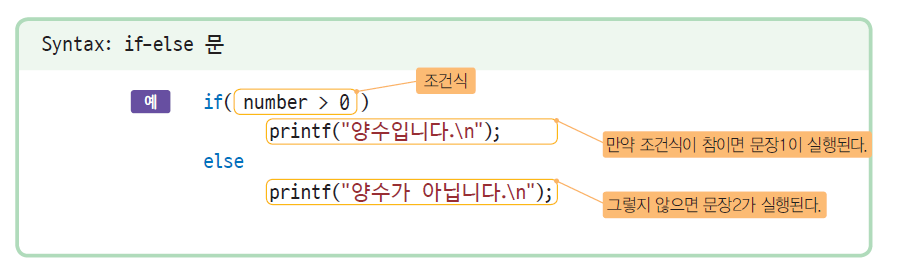 Syntax: if-else 문
조건식
예 if( number > 0 )
printf("양수입니다.\n");
만약 조건식이 참이면 문장1이 실행된다.
else
printf("양수가 아닙니다.\n");
그렇지 않으면 문장2가 실행된다.